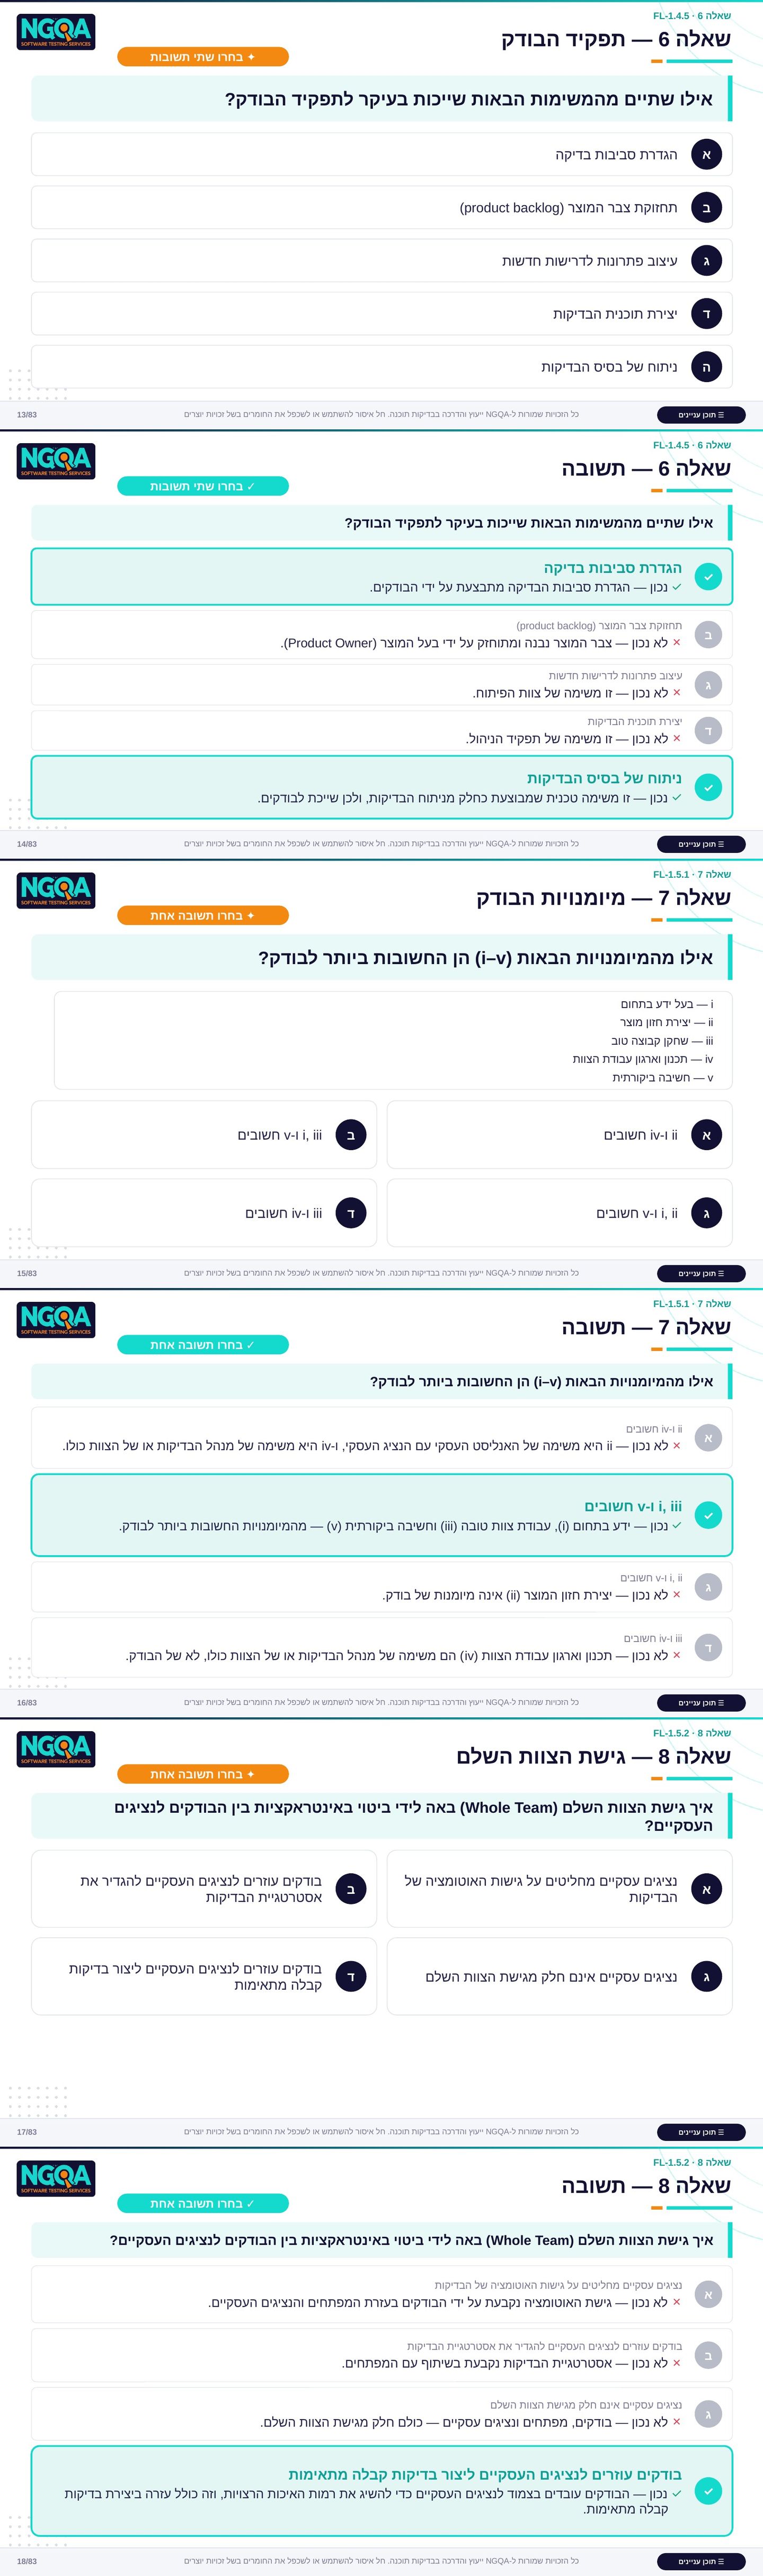 שאלה 6 · FL-1.4.5
שאלה 6 — תפקיד הבודק
NGQA
SOFTWARE TESTING SERVICES
✦ בחרו שתי תשובות
אילו שתיים מהמשימות הבאות שייכות בעיקר לתפקיד הבודק?
א הגדרת סביבות בדיקה
ב תחזוקת צבר המוצר (product backlog)
ג עיצוב פתרונות לדרישות חדשות
ד יצירת תוכנית הבדיקות
ה ניתוח של בסיס הבדיקות
☰ תוכן עניינים
כל הזכויות שמורות ל-NGQA ייעוץ והדרכה בבדיקות תוכנה. חל איסור להשתמש או לשכפל את החומרים בשל זכויות יוצרים
13/83
שאלה 6 · FL-1.4.5
שאלה 6 — תשובה
NGQA
SOFTWARE TESTING SERVICES
✓ בחרו שתי תשובות
אילו שתיים מהמשימות הבאות שייכות בעיקר לתפקיד הבודק?
✓ הגדרת סביבות בדיקה
✓ נכון — הגדרת סביבות הבדיקה מתבצעת על ידי הבודקים.
ב תחזוקת צבר המוצר (product backlog)
✕ לא נכון — צבר המוצר נבנה ומתוחזק על ידי בעל המוצר (Product Owner).
ג עיצוב פתרונות לדרישות חדשות
✕ לא נכון — זו משימה של צוות הפיתוח.
ד יצירת תוכנית הבדיקות
✕ לא נכון — זו משימה של תפקיד הניהול.
✓ ניתוח של בסיס הבדיקות
✓ נכון — זו משימה טכנית שמבוצעת כחלק מניתוח הבדיקות, ולכן שייכת לבודקים.
☰ תוכן עניינים
כל הזכויות שמורות ל-NGQA ייעוץ והדרכה בבדיקות תוכנה. חל איסור להשתמש או לשכפל את החומרים בשל זכויות יוצרים
14/83
שאלה 7 · FL-1.5.1
שאלה 7 — מיומנויות הבודק
NGQA
SOFTWARE TESTING SERVICES
✦ בחרו תשובה אחת
אילו מהמיומנויות הבאות (i–v) הן החשובות ביותר לבודק?
i — בעל ידע בתחום
ii — יצירת חזון מוצר
iii — שחקן קבוצה טוב
iv — תכנון וארגון עבודת הצוות
v — חשיבה ביקורתית
א ii ו-iv חשובים
ב i, iii ו-v חשובים
ג i, ii ו-v חשובים
ד iii ו-iv חשובים
☰ תוכן עניינים
כל הזכויות שמורות ל-NGQA ייעוץ והדרכה בבדיקות תוכנה. חל איסור להשתמש או לשכפל את החומרים בשל זכויות יוצרים
15/83
שאלה 7 · FL-1.5.1
שאלה 7 — תשובה
NGQA
SOFTWARE TESTING SERVICES
✓ בחרו תשובה אחת
אילו מהמיומנויות הבאות (i–v) הן החשובות ביותר לבודק?
א ii ו-iv חשובים
✕ לא נכון — ii היא משימה של האנליסט העסקי עם הנציג העסקי, ו-iv היא משימה של מנהל הבדיקות או של הצוות כולו.
✓ i, iii ו-v חשובים
✓ נכון — ידע בתחום (i), עבודת צוות טובה (iii) וחשיבה ביקורתית (v) — מהמיומנויות החשובות ביותר לבודק.
ג i, ii ו-v חשובים
✕ לא נכון — יצירת חזון המוצר (ii) אינה מיומנות של בודק.
ד iii ו-iv חשובים
✕ לא נכון — תכנון וארגון עבודת הצוות (iv) הם משימה של מנהל הבדיקות או של הצוות כולו, לא של הבודק.
☰ תוכן עניינים
כל הזכויות שמורות ל-NGQA ייעוץ והדרכה בבדיקות תוכנה. חל איסור להשתמש או לשכפל את החומרים בשל זכויות יוצרים
16/83
שאלה 8 · FL-1.5.2
שאלה 8 — גישת הצוות השלם
NGQA
SOFTWARE TESTING SERVICES
✦ בחרו תשובה אחת
איך גישת הצוות השלם (Whole Team) באה לידי ביטוי באינטראקציות בין הבודקים לנציגים
העסקיים?
א נציגים עסקיים מחליטים על גישות האוטומציה של
הבדיקות
ב בודקים עוזרים לנציגים העסקיים להגדיר את
אסטרטגיית הבדיקות
ג נציגים עסקיים אינם חלק מגישת הצוות השלם
ד בודקים עוזרים לנציגים העסקיים ליצור בדיקות
קבלה מתאימות
☰ תוכן עניינים
כל הזכויות שמורות ל-NGQA ייעוץ והדרכה בבדיקות תוכנה. חל איסור להשתמש או לשכפל את החומרים בשל זכויות יוצרים
17/83
שאלה 8 · FL-1.5.2
שאלה 8 — תשובה
NGQA
SOFTWARE TESTING SERVICES
✓ בחרו תשובה אחת
איך גישת הצוות השלם (Whole Team) באה לידי ביטוי באינטראקציות בין הבודקים לנציגים העסקיים?
א נציגים עסקיים מחליטים על גישות האוטומציה של הבדיקות
✕ לא נכון — גישת האוטומציה נקבעת על ידי הבודקים בעזרת המפתחים והנציגים העסקיים.
ב בודקים עוזרים לנציגים העסקיים להגדיר את אסטרטגיית הבדיקות
✕ לא נכון — אסטרטגיית הבדיקות נקבעת בשיתוף עם המפתחים.
ג נציגים עסקיים אינם חלק מגישת הצוות השלם
✕ לא נכון — בודקים, מפתחים ונציגים עסקיים — כולם חלק מגישת הצוות השלם.
✓ בודקים עוזרים לנציגים העסקיים ליצור בדיקות קבלה מתאימות
✓ נכון — הבודקים עובדים בצמוד לנציגים העסקיים כדי להשיג את רמות האיכות הרצויות, וזה כולל עזרה ביצירת בדיקות
קבלה מתאימות.
☰ תוכן עניינים
כל הזכויות שמורות ל-NGQA ייעוץ והדרכה בבדיקות תוכנה. חל איסור להשתמש או לשכפל את החומרים בשל זכויות יוצרים
18/83